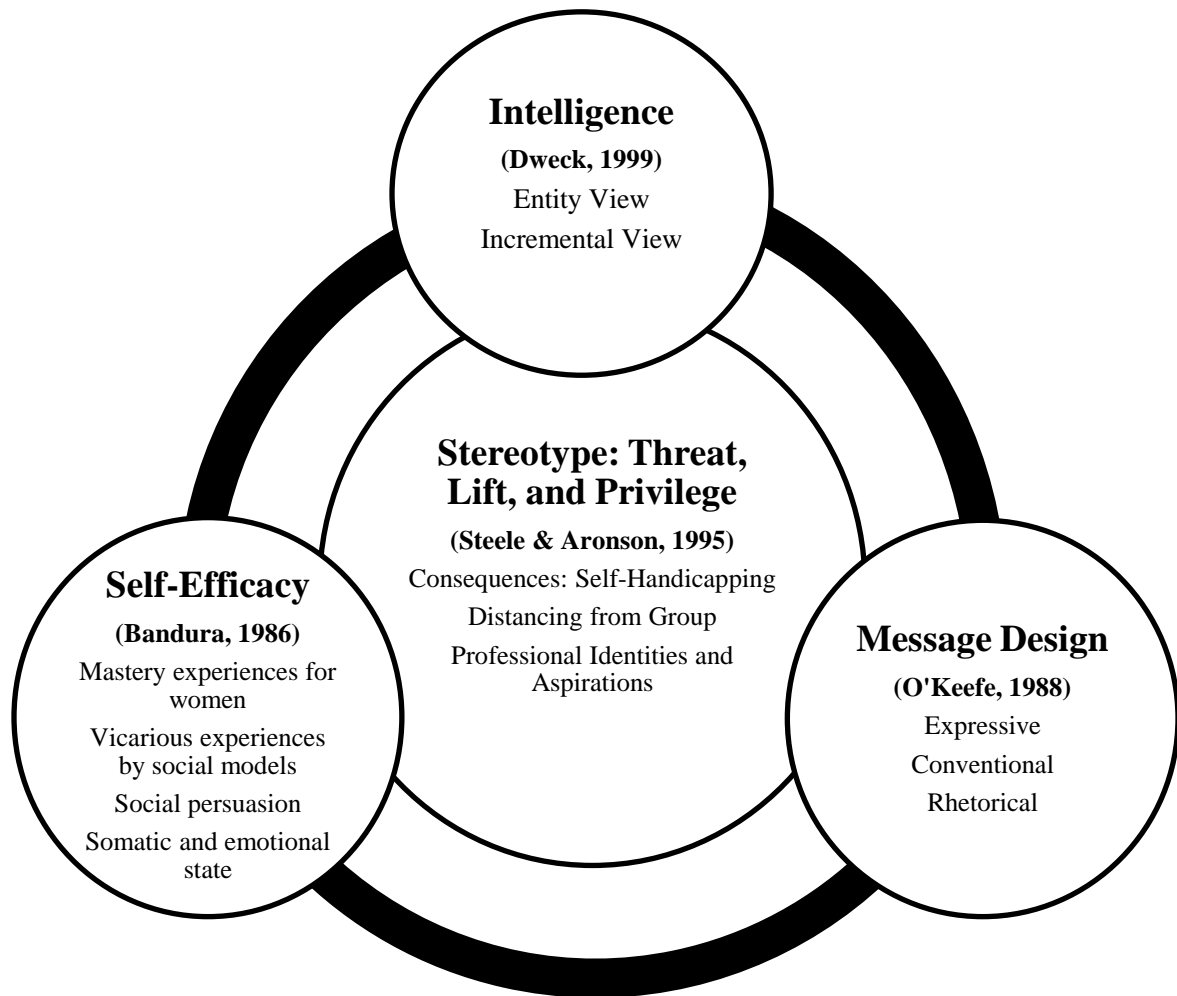 Intelligence
(Dweck, 1999)
Entity View
Incremental View
Stereotype: Threat,
Lift, and Privilege
(Steele & Aronson, 1995)
Consequences: Self-Handicapping
Distancing from Group
Professional Identities and
Aspirations
Self-Efficacy
(Bandura, 1986)
Mastery experiences for
women
Vicarious experiences
by social models
Social persuasion
Somatic and emotional
state
Message Design
(O'Keefe, 1988)
Expressive
Conventional
Rhetorical